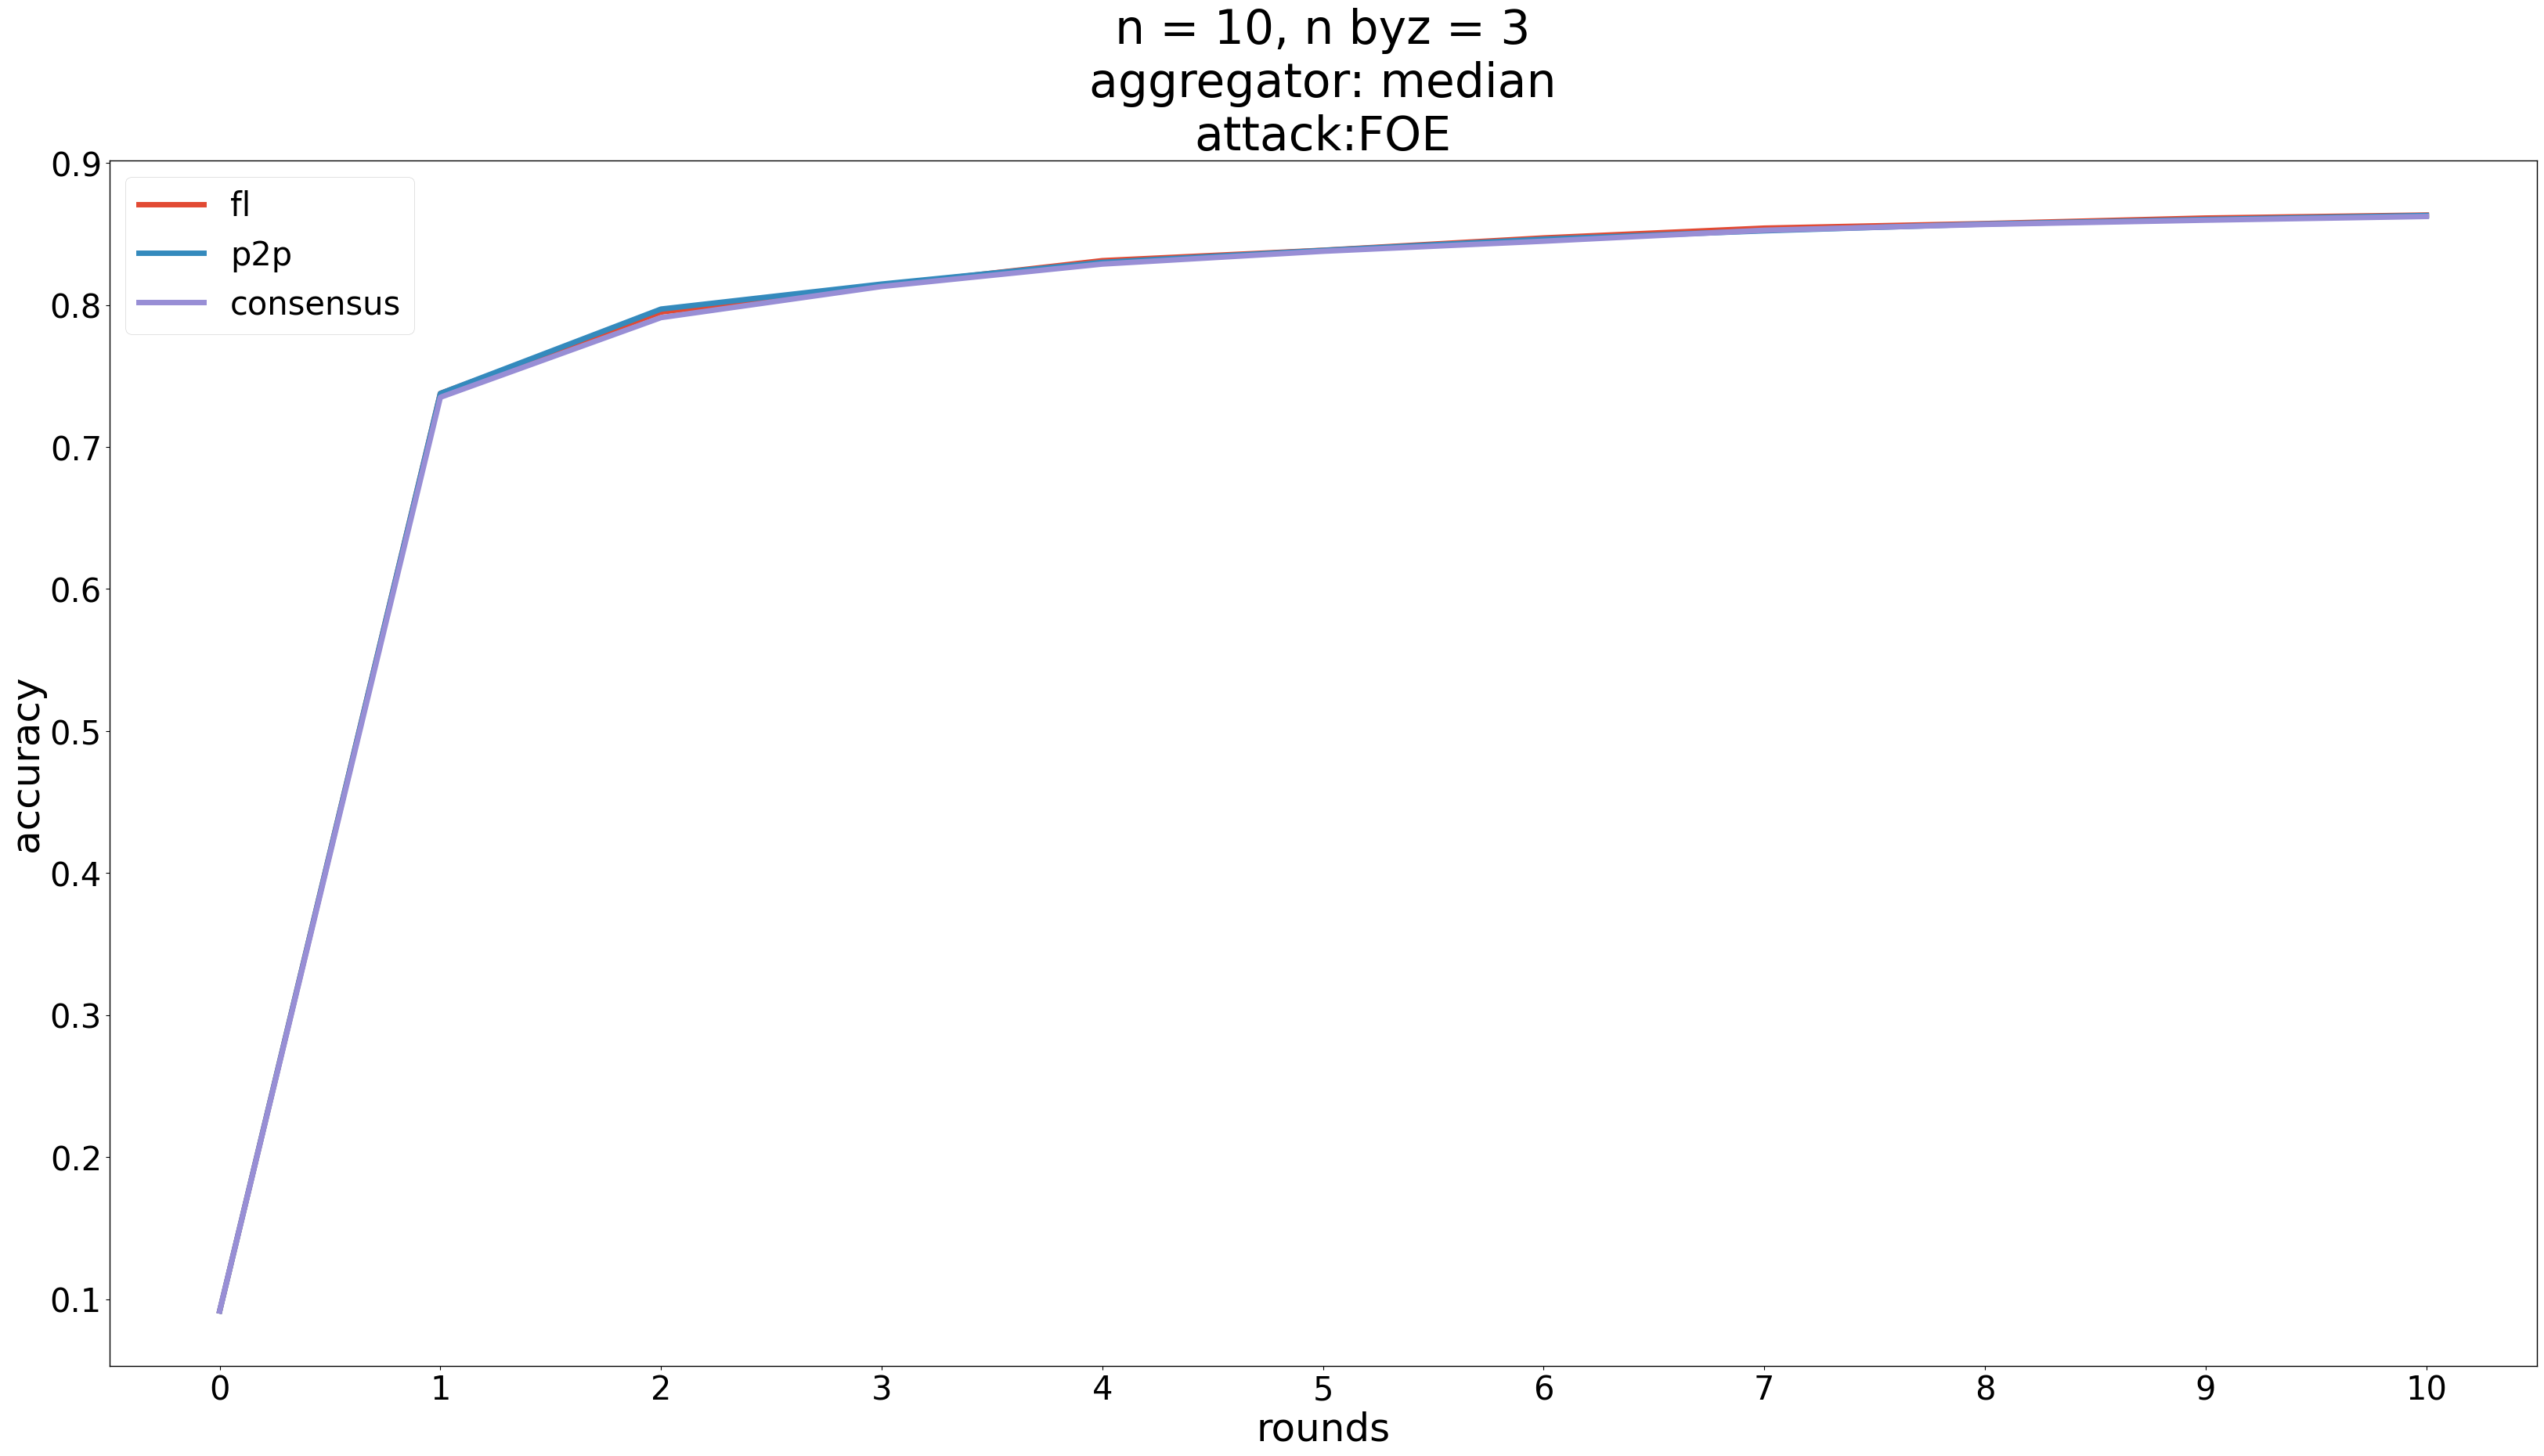 n = 10, n byz = 3
aggregator: median
attack:FOE
0.9
0.8
0.7
0.6
0.5
0.4
0.3
0.2
0.1
accuracy
fl
p2p
consensus
0 1 2 3 4 5 6 7 8 9 10
rounds